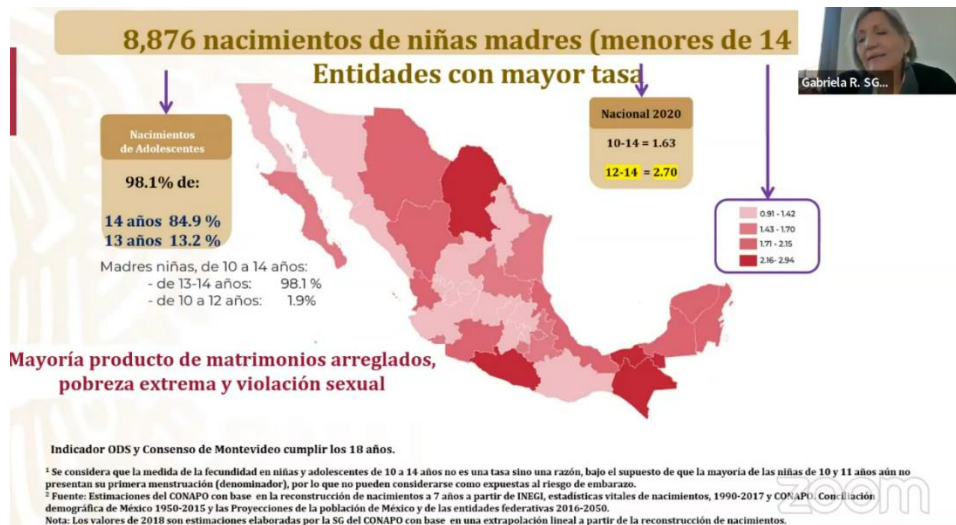 8,876 nacimientos de niñas madres (menores de 14
Entidades con mayor tasa
Gabriela R. SG...
Nacimientos
de Adolescentes
98.1% de:
14 años 84.9 %
13 años 13.2 %
Nacional 2020
10-14 = 1.63
12-14 = 2.70
0.91 - 1.42
1.43 - 1.70
1.71 - 2.15
2.16- 2.94
Madres niñas, de 10 a 14 años:
- de 13-14 años: 98.1 %
- de 10 a 12 años: 1.9%
Mayoría producto de matrimonios arreglados,
pobreza extrema y violación sexual
Indicador ODS y Consenso de Montevideo cumplir los 18 años.
¹ Se considera que la medida de la fecundidad en niñas y adolescentes de 10 a 14 años no es una tasa sino una razón, bajo el supuesto de que la mayoría de las niñas de 10 y 11 años aún no
presentan su primera menstruación (denominador), por lo que no pueden considerarse como expuestas al riesgo de embarazo.
² Fuente: Estimaciones del CONAPO con base en la reconstrucción de nacimientos a 7 años a partir de INEGI, estadísticas vitales de nacimientos, 1990-2017 y CONAPO. Conciliación
demográfica de México 1950-2015 y las Proyecciones de la población de México y de las entidades federativas 2016-2050.
Nota: Los valores de 2018 son estimaciones elaboradas por la SG del CONAPO con base en una extrapolación lineal a partir de la reconstrucción de nacimientos.
zoom